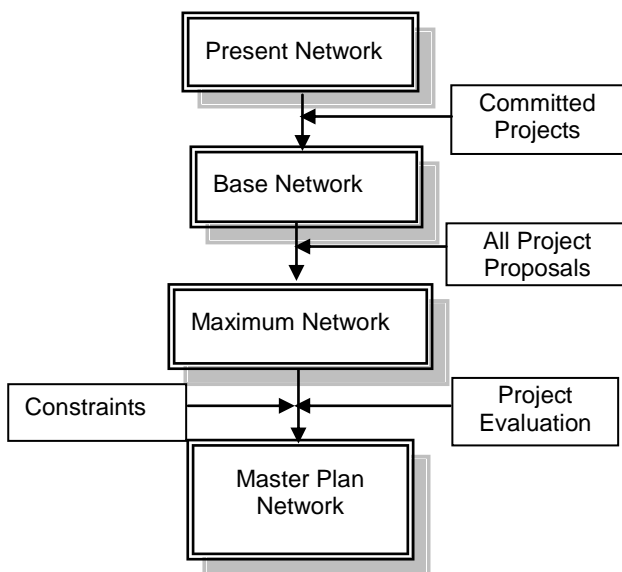 Present Network
Committed
Projects
Base Network
All Project
Proposals
Maximum Network
Constraints
Project
Evaluation
Master Plan
Network